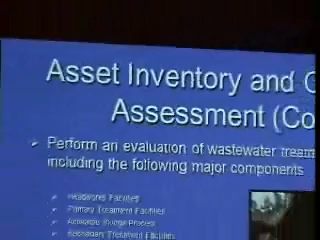 Asset Inventory and
Assessment (Co
Perform an evaluation of wastewater
including the following major components
Headworks Facilities
Primary Treatment Facilities
Process
Secondary Treatment Facilities